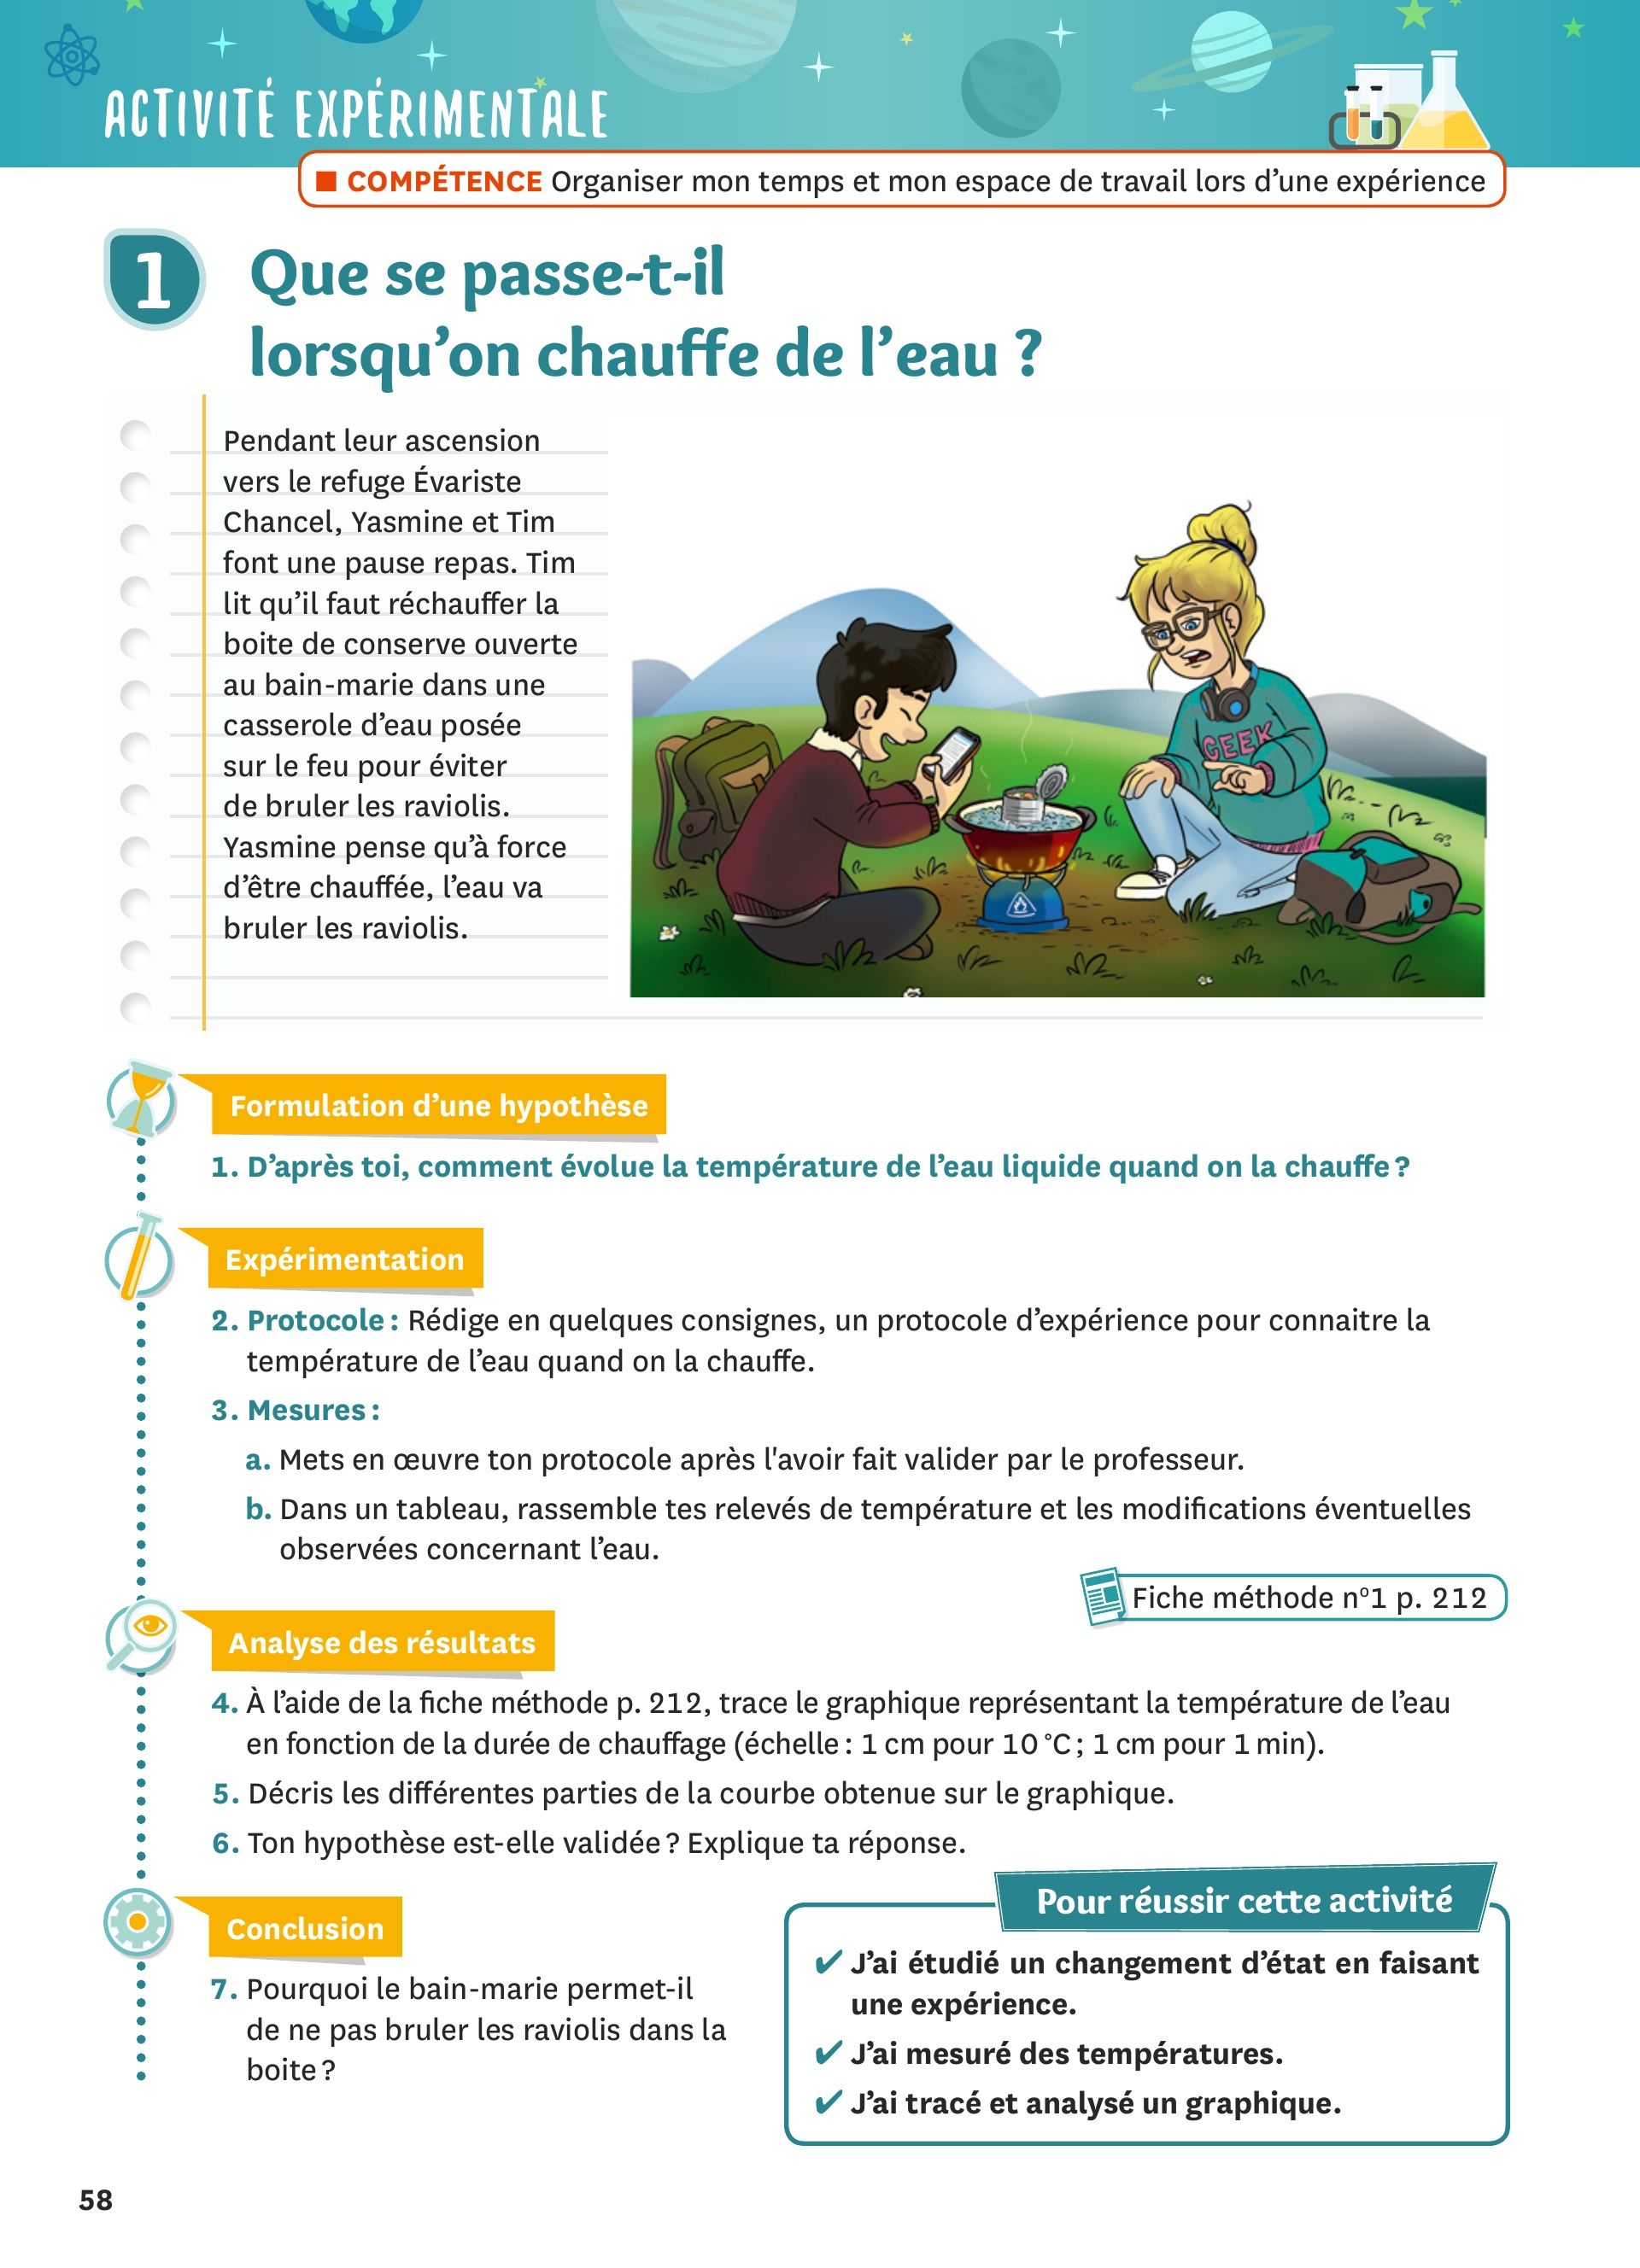 ACTIVITÉ EXPÉRIMENTALE
■ COMPÉTENCE Organiser mon temps et mon espace de travail lors d’une expérience
1
Que se passe-t-il
lorsqu’on chauffe de l’eau ?
Pendant leur ascension
vers le refuge Évariste
Chancel, Yasmine et Tim
font une pause repas. Tim
lit qu’il faut réchauffer la
boite de conserve ouverte
au bain-marie dans une
casserole d’eau posée
sur le feu pour éviter
de bruler les raviolis.
Yasmine pense qu’à force
d’être chauffée, l’eau va
bruler les raviolis.
GEEK
Formulation d’une hypothèse
1. D’après toi, comment évolue la température de l’eau liquide quand on la chauffe ?
Expérimentation
2. Protocole : Rédige en quelques consignes, un protocole d’expérience pour connaitre la
température de l’eau quand on la chauffe.
3. Mesures :
a. Mets en œuvre ton protocole après l'avoir fait valider par le professeur.
b. Dans un tableau, rassemble tes relevés de température et les modifications éventuelles
observées concernant l’eau.
Fiche méthode nº1 p. 212
Analyse des résultats
4. À l’aide de la fiche méthode p. 212, trace le graphique représentant la température de l’eau
en fonction de la durée de chauffage (échelle : 1 cm pour 10 °C ; 1 cm pour 1 min).
5. Décris les différentes parties de la courbe obtenue sur le graphique.
6. Ton hypothèse est-elle validée ? Explique ta réponse.
Conclusion
7. Pourquoi le bain-marie permet-il
de ne pas bruler les raviolis dans la
boite ?
Pour réussir cette activité
✔ J’ai étudié un changement d’état en faisant
une expérience.
✔ J’ai mesuré des températures.
✔ J’ai tracé et analysé un graphique.
58